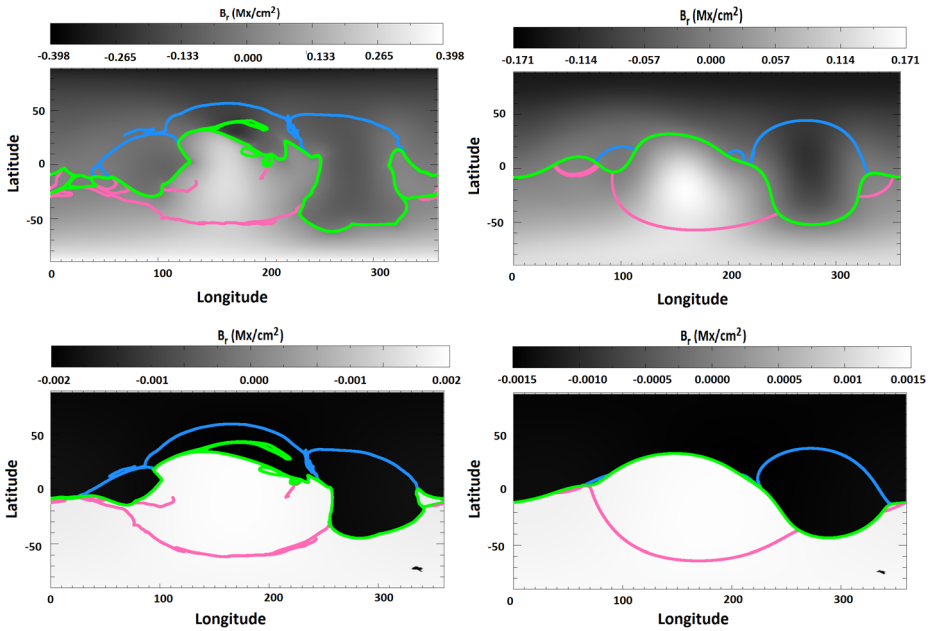 Br (Mx/cm2)
-0.398 -0.265 -0.133 0.000 0.133 0.265 0.398
Latitude
50
0
-50
0 100 200 300
Longitude
Br (Mx/cm2)
-0.171 -0.114 -0.057 0.000 0.057 0.114 0.171
Latitude
50
0
-50
0 100 200 300
Longitude
Br (Mx/cm2)
-0.002 -0.001 0.000 -0.001 0.002
Latitude
50
0
-50
0 100 200 300
Longitude
Br (Mx/cm2)
-0.0015 -0.0010 -0.0005 0.0000 0.0005 0.001 0.0015
Latitude
50
0
-50
0 100 200 300
Longitude